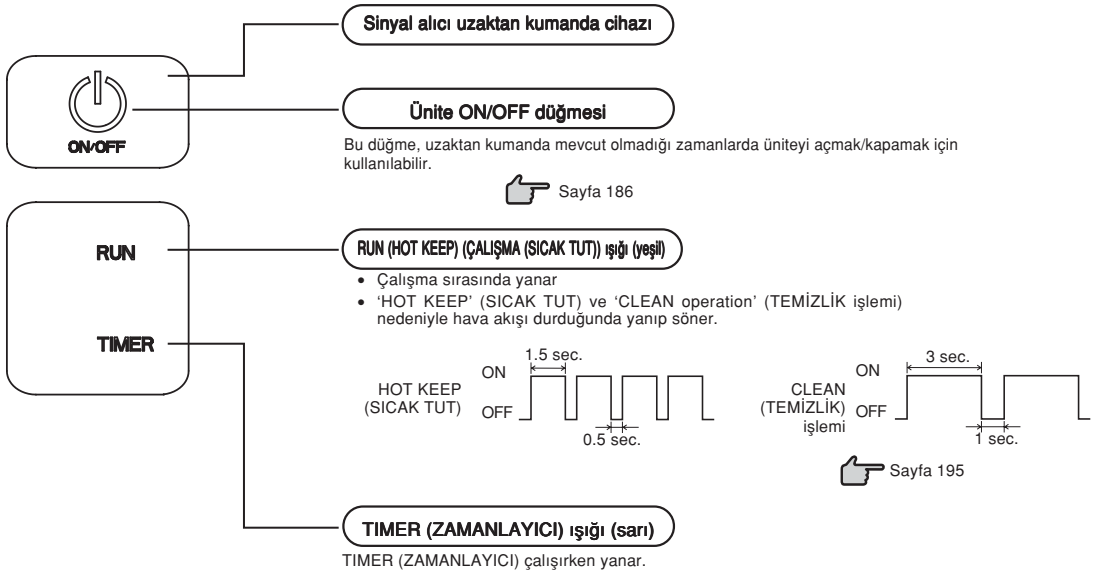 Sinyal alıcı uzaktan kumanda cihazı
ON/OFF
Ünite ON/OFF düğmesi
Bu düğme, uzaktan kumanda mevcut olmadığı zamanlarda üniteyi açmak/kapamak için
kullanılabilir.
Sayfa 186
RUN
RUN (HOT KEEP) (ÇALIŞMA (SICAK TUT)) ışığı (yeşil)
• Çalışma sırasında yanar
• ‘HOT KEEP’ (SICAK TUT) ve ‘CLEAN operation’ (TEMİZLİK işlemi)
nedeniyle hava akışı durduğunda yanıp söner.
TIMER
HOT KEEP
(SICAK TUT)
ON
OFF
1.5 sec.
0.5 sec.
CLEAN
(TEMİZLİK)
işlemi
ON
OFF
3 sec.
1 sec.
Sayfa 195
TIMER (ZAMANLAYICI) ışığı (sarı)
TIMER (ZAMANLAYICI) çalışırken yanar.